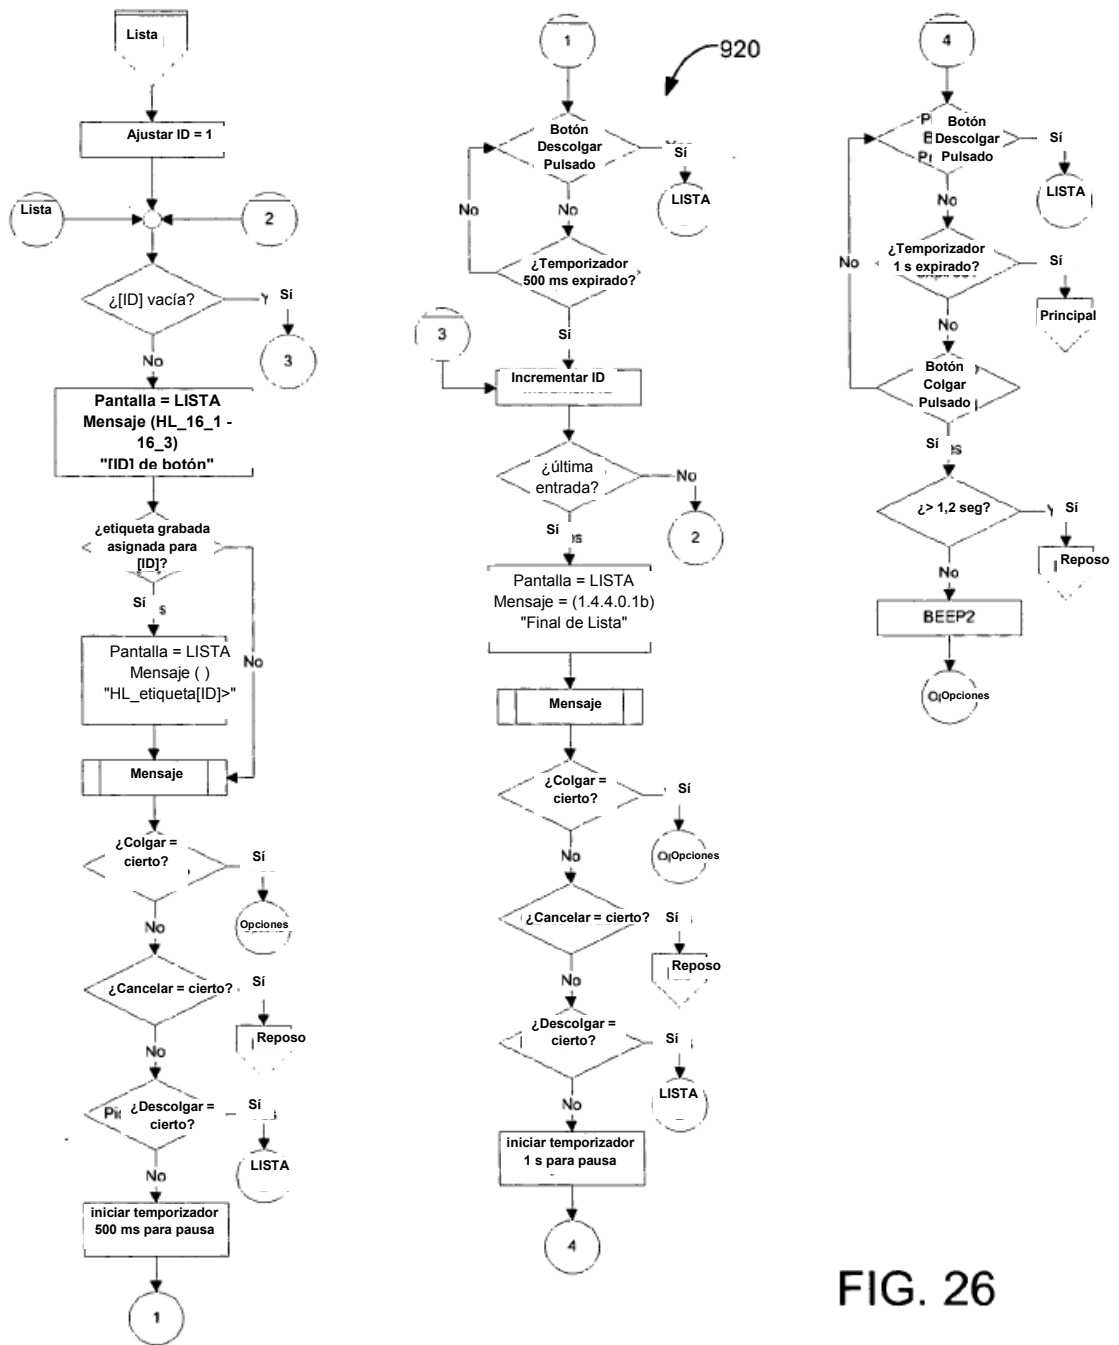 Lista
Ajustar ID = 1
Lista
2
¿[ID] vacía?
Sí
3
No
Pantalla = LISTA
Mensaje (HL_16_1 -
16_3)
"[ID] de botón"
¿etiqueta grabada
asignada para
[ID]?
Sí
No
Pantalla = LISTA
Mensaje ( )
"HL_etiqueta[ID]>"
Mensaje
¿Colgar =
cierto?
Sí
Opciones
No
¿Cancelar = cierto?
Sí
Reposo
No
¿Descolgar =
cierto?
Sí
LISTA
No
iniciar temporizador
500 ms para pausa
1
1
920
Botón
Descolgar
Pulsado
Sí
LISTA
No
No
¿Temporizador
500 ms expirado?
Sí
3
Incrementar ID
¿última
entrada?
No
2
Sí
Pantalla = LISTA
Mensaje = (1.4.4.0.1b)
"Final de Lista"
Mensaje
¿Colgar =
cierto?
Sí
Opciones
No
¿Cancelar = cierto?
Sí
Reposo
No
¿Descolgar =
cierto?
Sí
LISTA
No
iniciar temporizador
1 s para pausa
4
4
Botón
Descolgar
Pulsado
Sí
LISTA
No
No
¿Temporizador
1 s expirado?
Sí
Principal
No
Botón
Colgar
Pulsado
Sí
¿> 1,2 seg?
Sí
Reposo
No
BEEP2
Opciones
FIG. 26